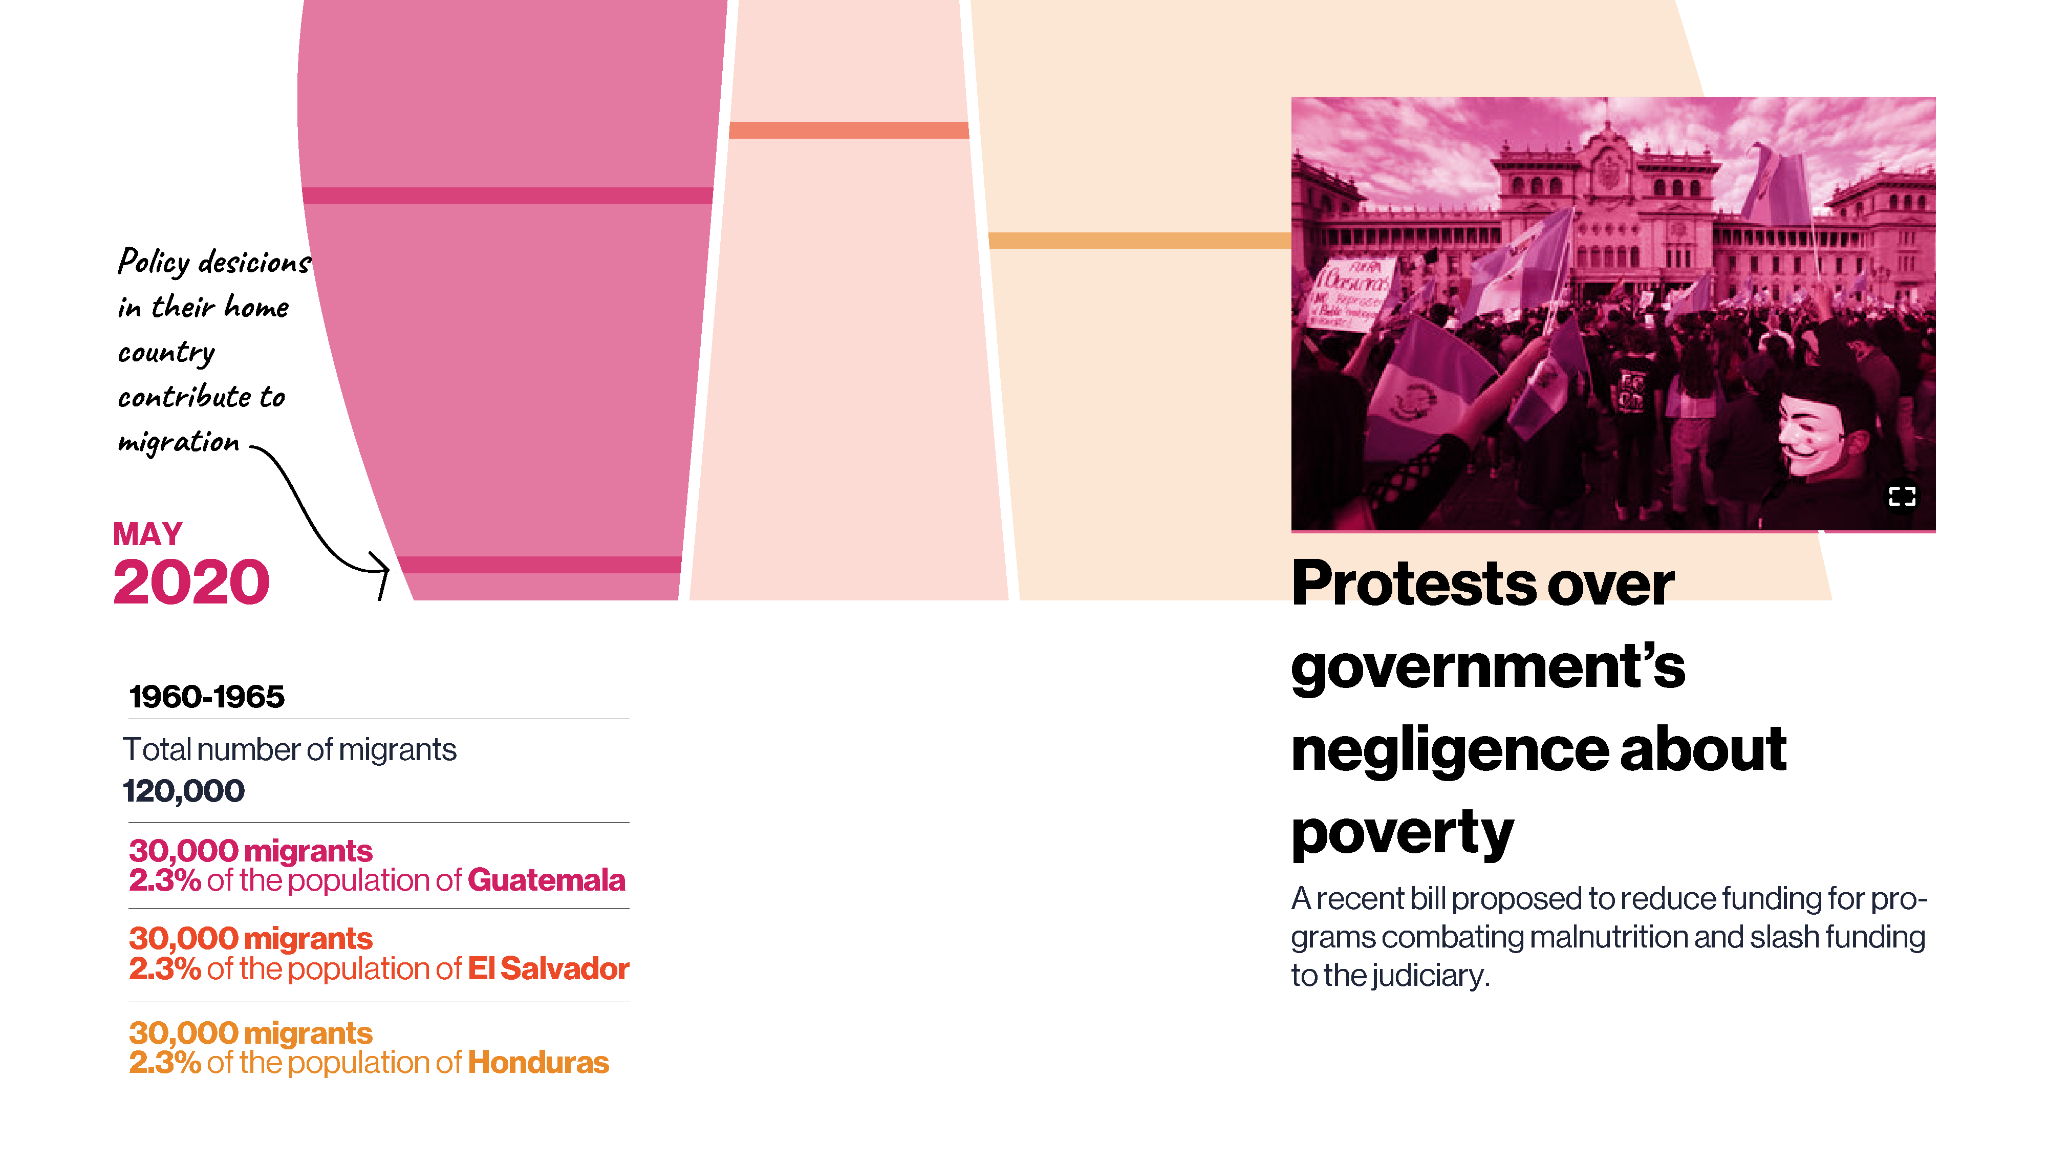 Policy desicions
in their home
country
contribute to
migration
MAY
2020
1960-1965
Total number of migrants
120,000
30,000 migrants
2.3% of the population of Guatemala
30,000 migrants
2.3% of the population of El Salvador
30,000 migrants
2.3% of the population of Honduras
FUERA
Protests over
government’s
negligence about
poverty
A recent bill proposed to reduce funding for pro-
grams combating malnutrition and slash funding
to the judiciary.